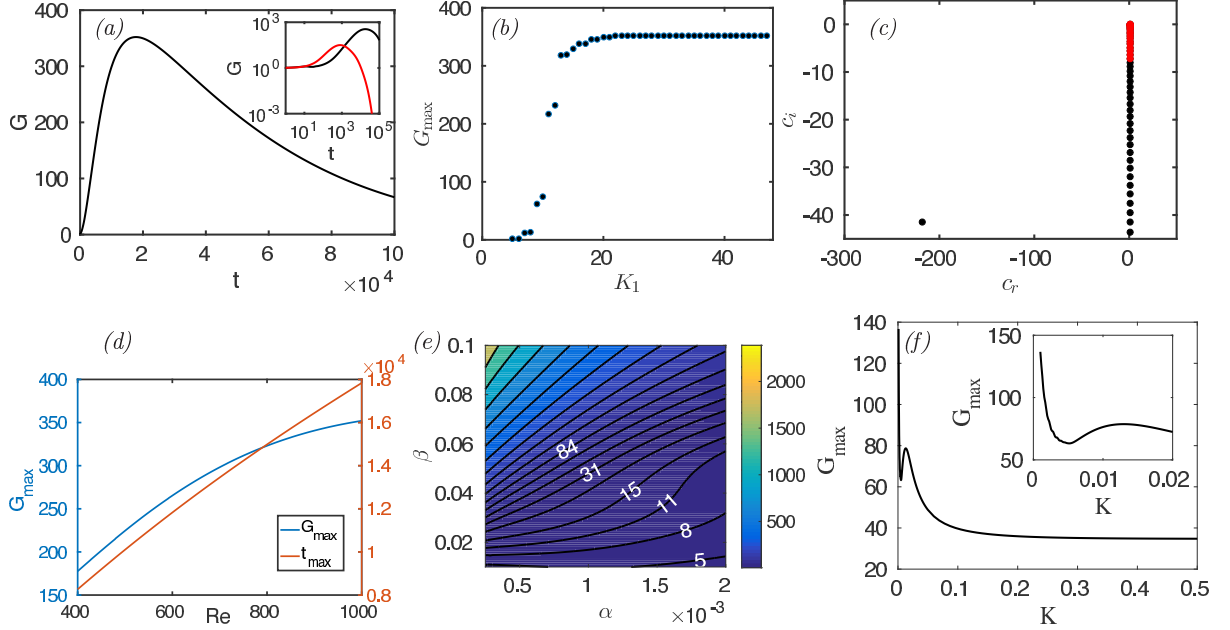 (a)
400
300
200
100
0
G
0 2 4 6 8 10
t
×10^4
10^3
10^0
10^-3
G
10^1 10^3 10^5
t
(b)
400
300
200
100
0
G_max
0 20 40
K_1
(c)
0
-10
-20
-30
-40
c_i
-300 -200 -100 0
c_r
(d)
400
350
300
250
200
150
G_max
400 600 800 1000
Re
×10^4
1.8
1.6
1.4
1.2
1
0.8
G_max
t_max
(e)
0.1
0.08
0.06
0.04
0.02
β
84
31
15
11
8
5
0.5 1 1.5 2
α
×10^-3
2000
1500
1000
500
(f)
140
120
100
80
60
40
20
G_max
0 0.1 0.2 0.3 0.4 0.5
K
150
100
50
G_max
0 0.01 0.02
K